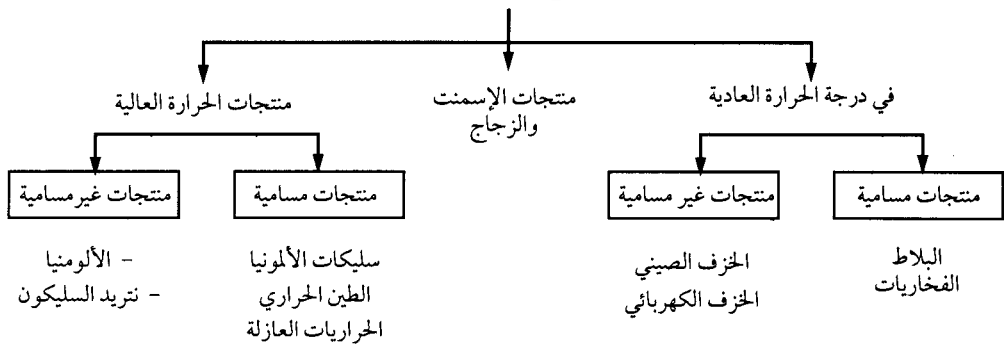 في درجة الحرارة العادية
منتجات الإسمنت
والزجاج
منتجات الحرارة العالية
منتجات مسامية
منتجات غير مسامية
منتجات مسامية
منتجات غير مسامية
البلاط
الفخاريات
الخزف الصيني
الخزف الكهربائي
سليكات الألمونيا
الطين الحراري
الحراريات العازلة
- الألومنيا
- نتريد السليكون